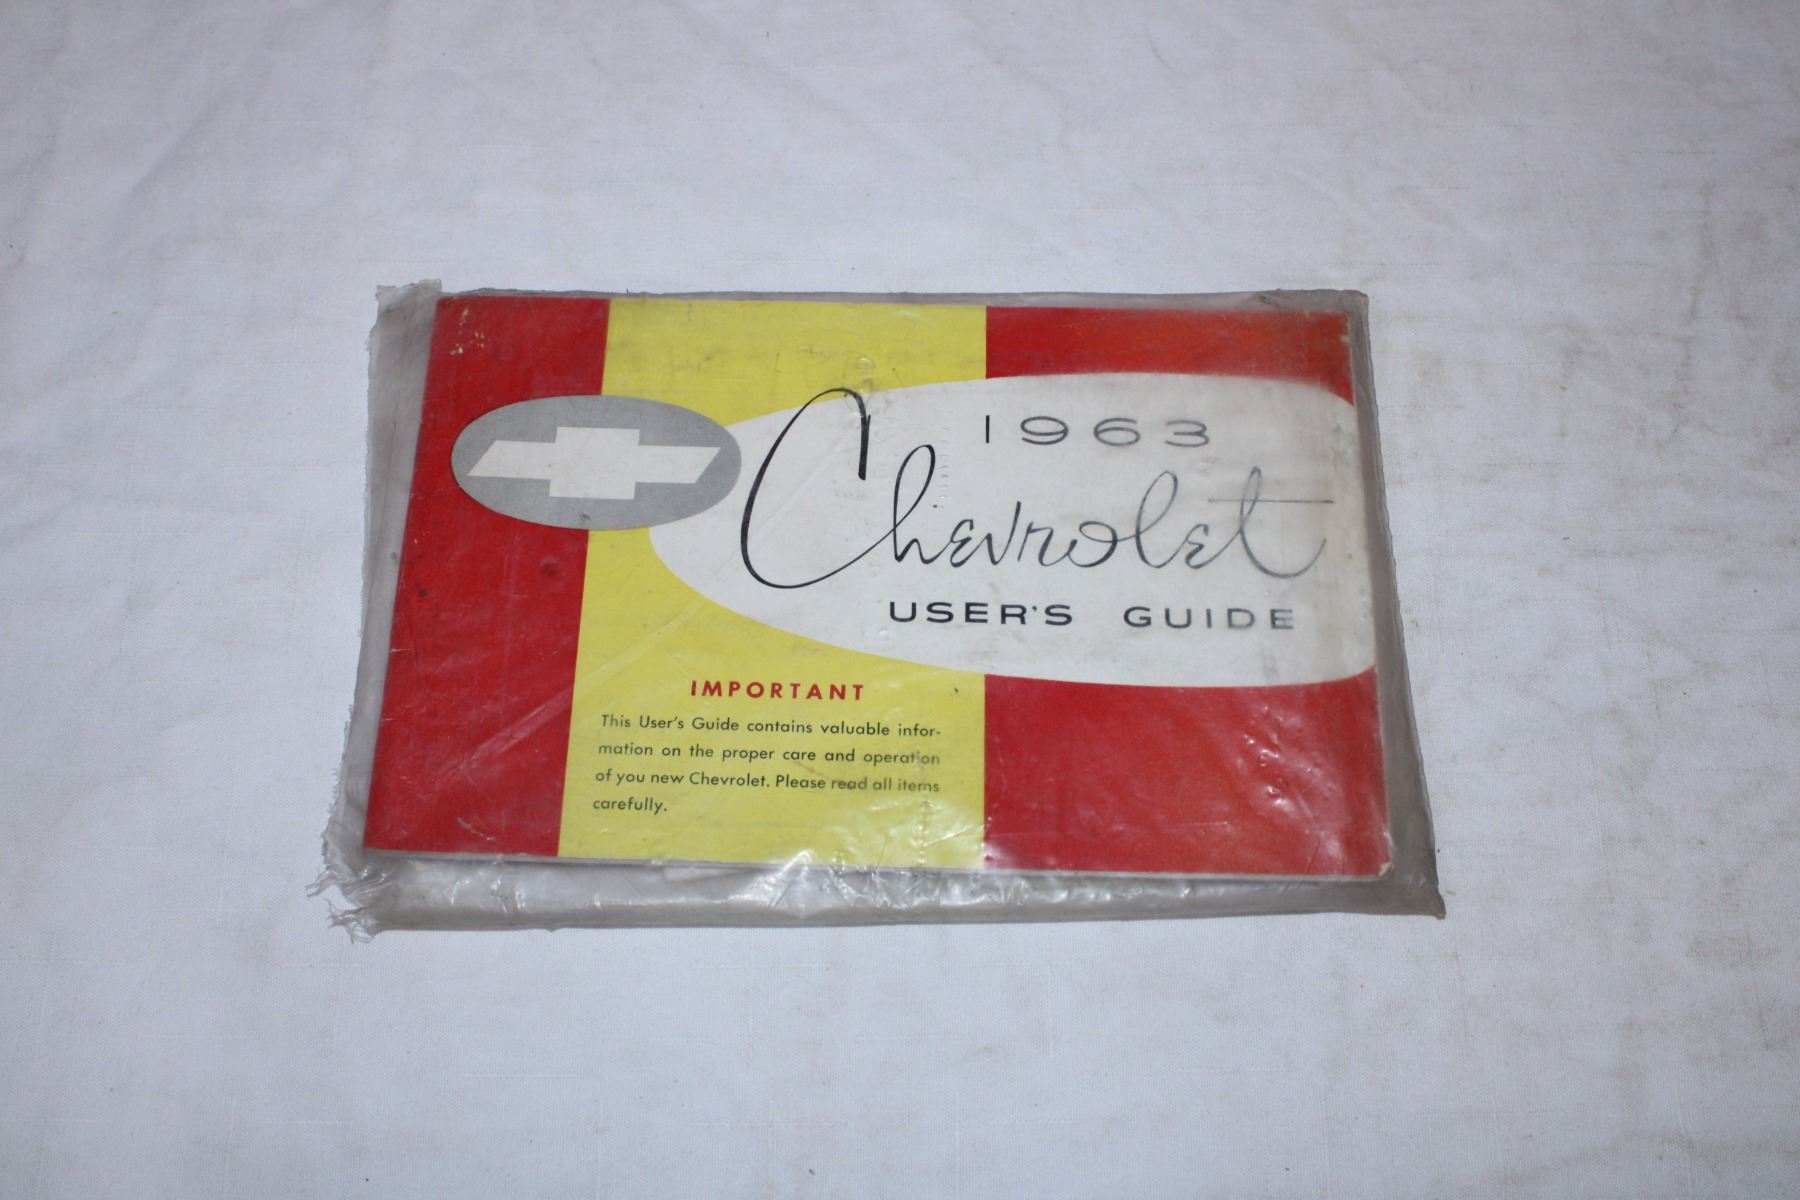 1963
Chevrolet
USER'S GUIDE
IMPORTANT
This User's Guide contains valuable infor-
mation on the proper care and operation
of you new Chevrolet. Please read all items
carefully.